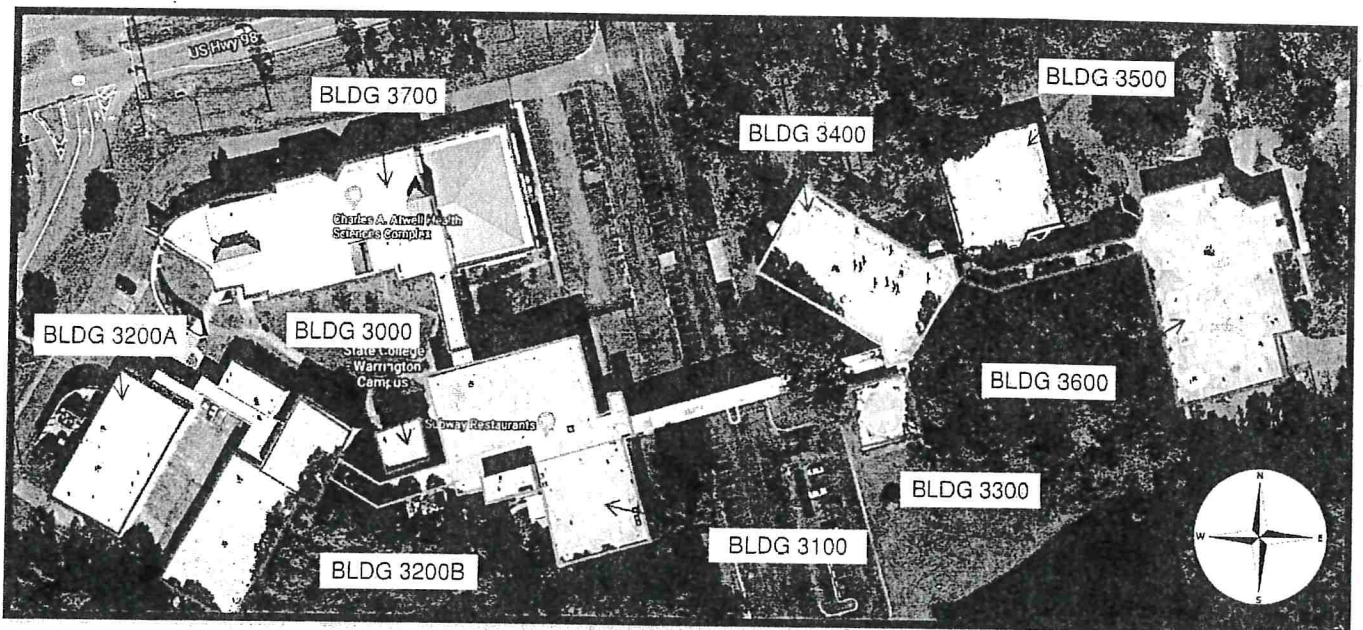 US Hwy 98
BLDG 3700
BLDG 3500
BLDG 3400
Charles A. Atwell Health
Sciences Complex
BLDG 3200A
BLDG 3000
State College
Warrington
Campus
BLDG 3600
Subway Restaurants
BLDG 3300
BLDG 3100
BLDG 3200B
N
W
E
S